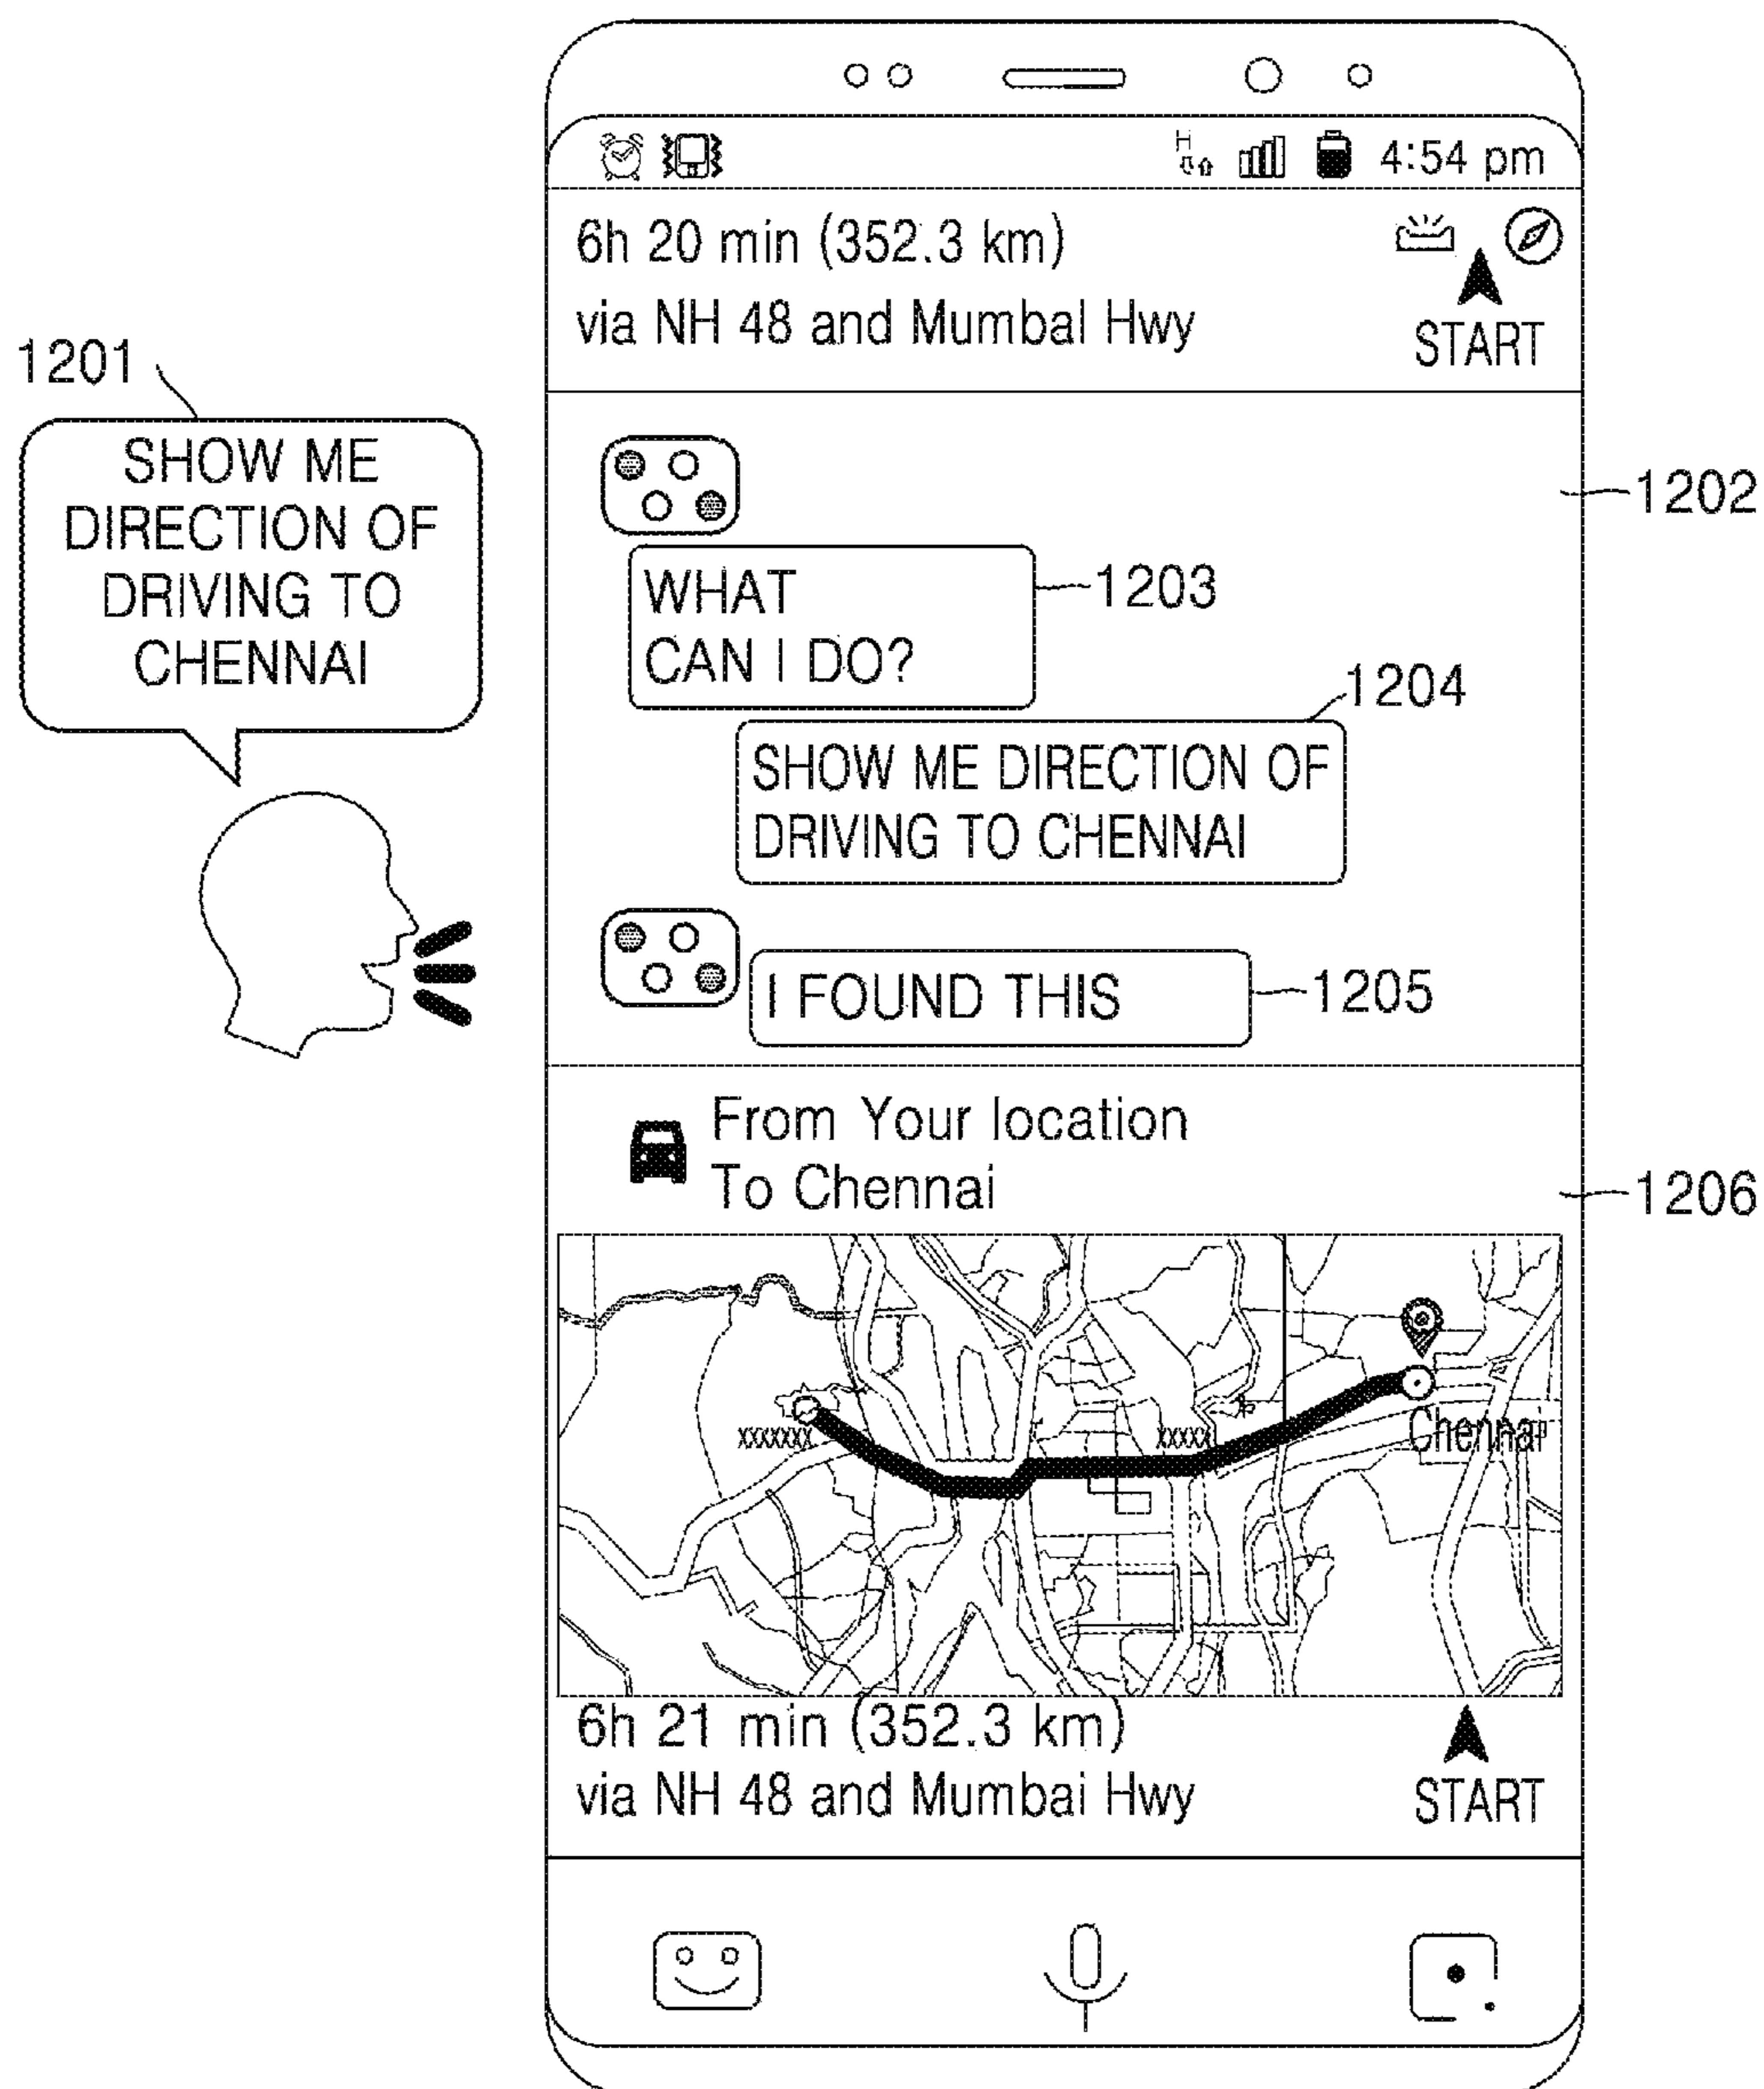 4:54 pm
6h 20 min (352.3 km)
via NH 48 and Mumbal Hwy
START
1201
SHOW ME
DIRECTION OF
DRIVING TO
CHENNAI
1202
WHAT
CAN I DO?
1203
1204
SHOW ME DIRECTION OF
DRIVING TO CHENNAI
I FOUND THIS
1205
From Your location
To Chennai
1206
XXXXXXX
XXXXX
Chennai
6h 21 min (352.3 km)
via NH 48 and Mumbai Hwy
START